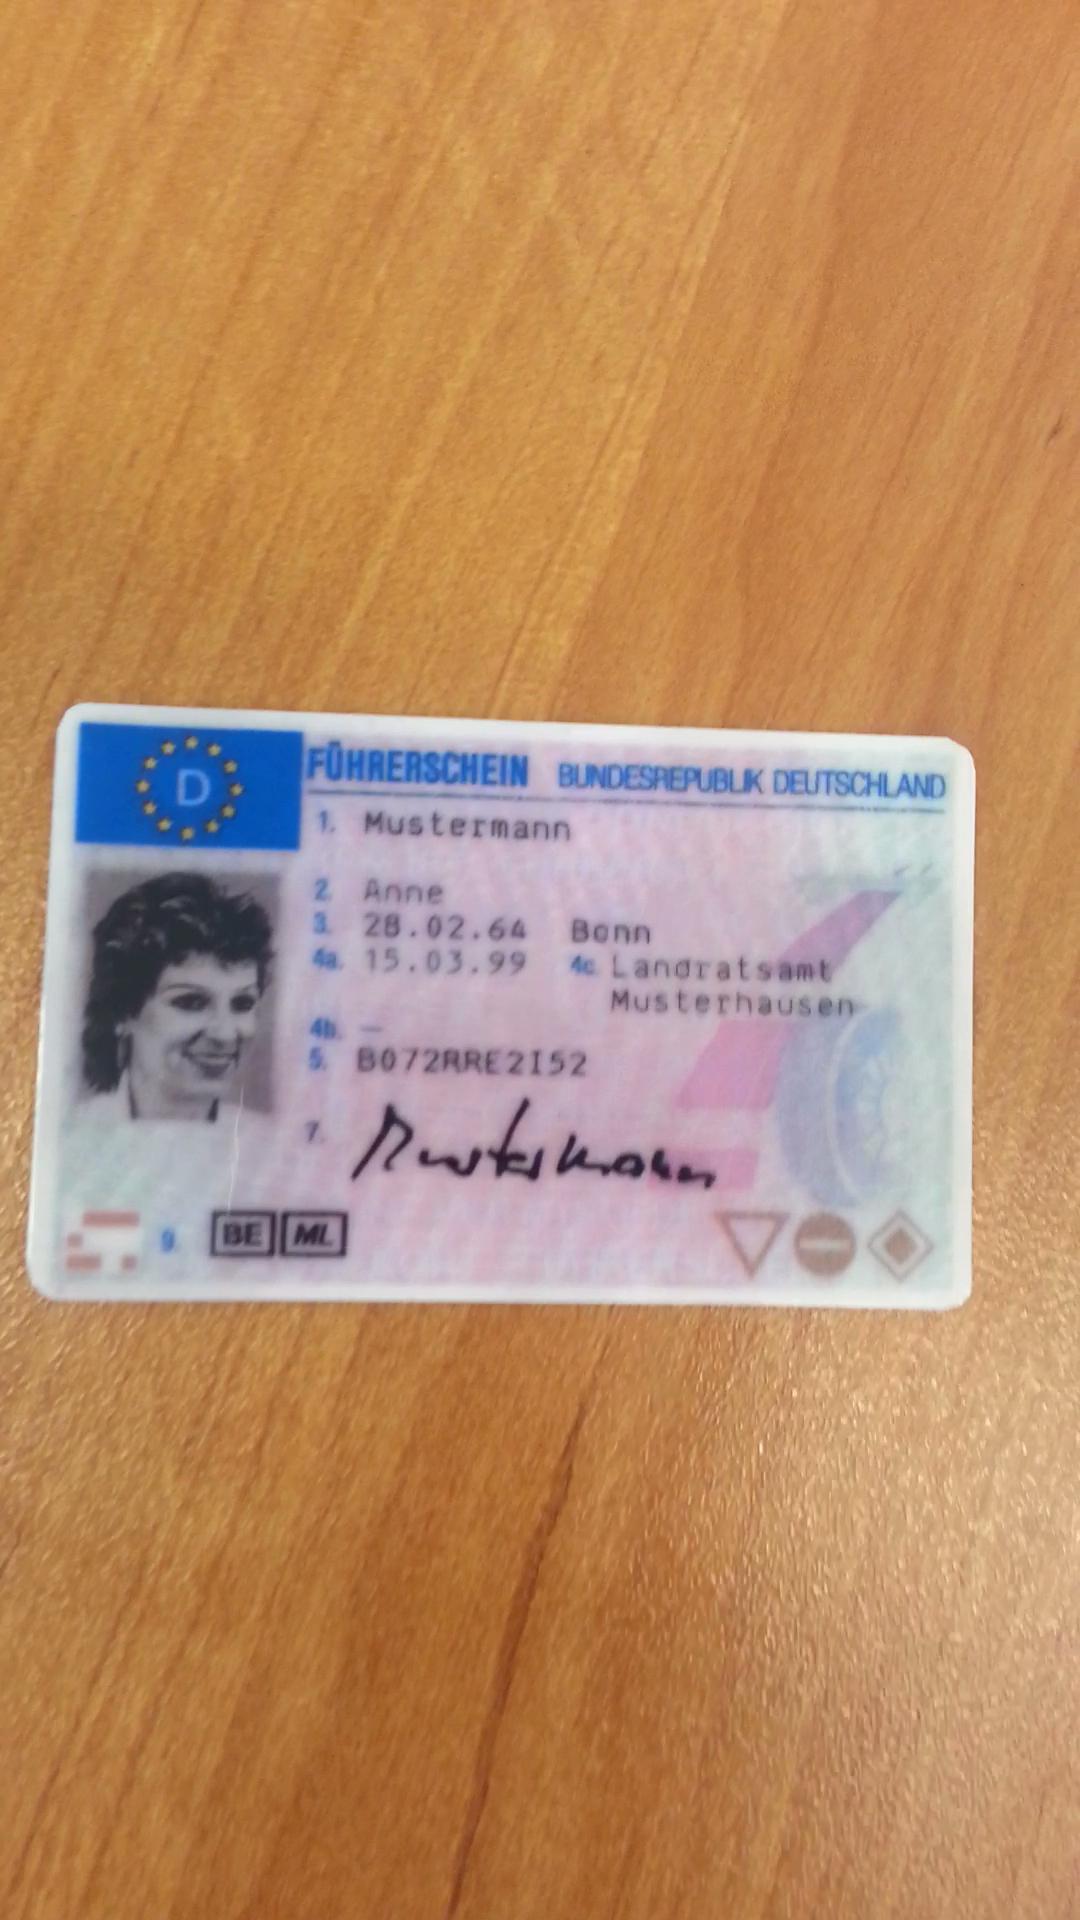 D
FÜHRERSCHEIN BUNDESREPUBLIK DEUTSCHLAND
1. Mustermann
2. Anne
3. 28.02.64 Bonn
4a. 15.03.99 4c. Landratsamt
Musterhausen
4b. —
5. B072RRE2I52
7. Mustermann
9. BE ML